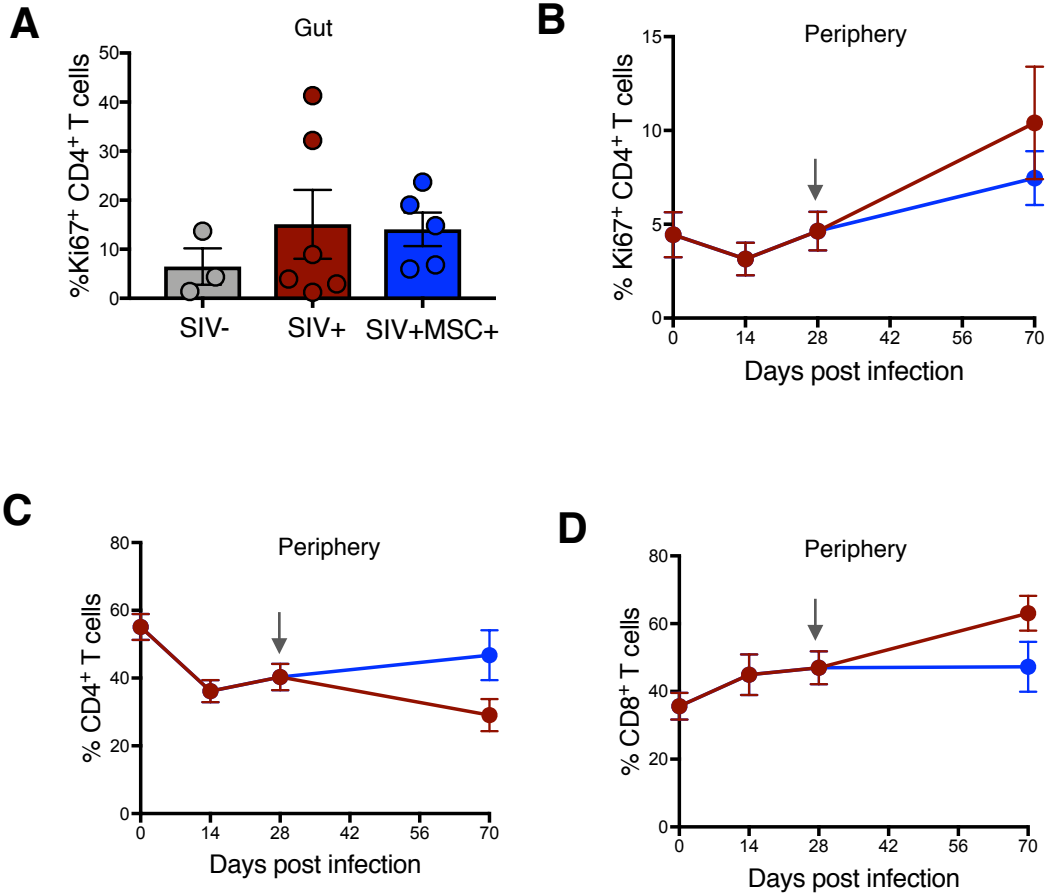 A
Gut
%Ki67⁺ CD4⁺ T cells
50
40
30
20
10
0
SIV- SIV+ SIV+MSC+
B
Periphery
% Ki67⁺ CD4⁺ T cells
15
10
5
0
0 14 28 42 56 70
Days post infection
C
Periphery
% CD4⁺ T cells
80
60
40
20
0
0 14 28 42 56 70
Days post infection
D
Periphery
% CD8⁺ T cells
80
60
40
20
0
0 14 28 42 56 70
Days post infection